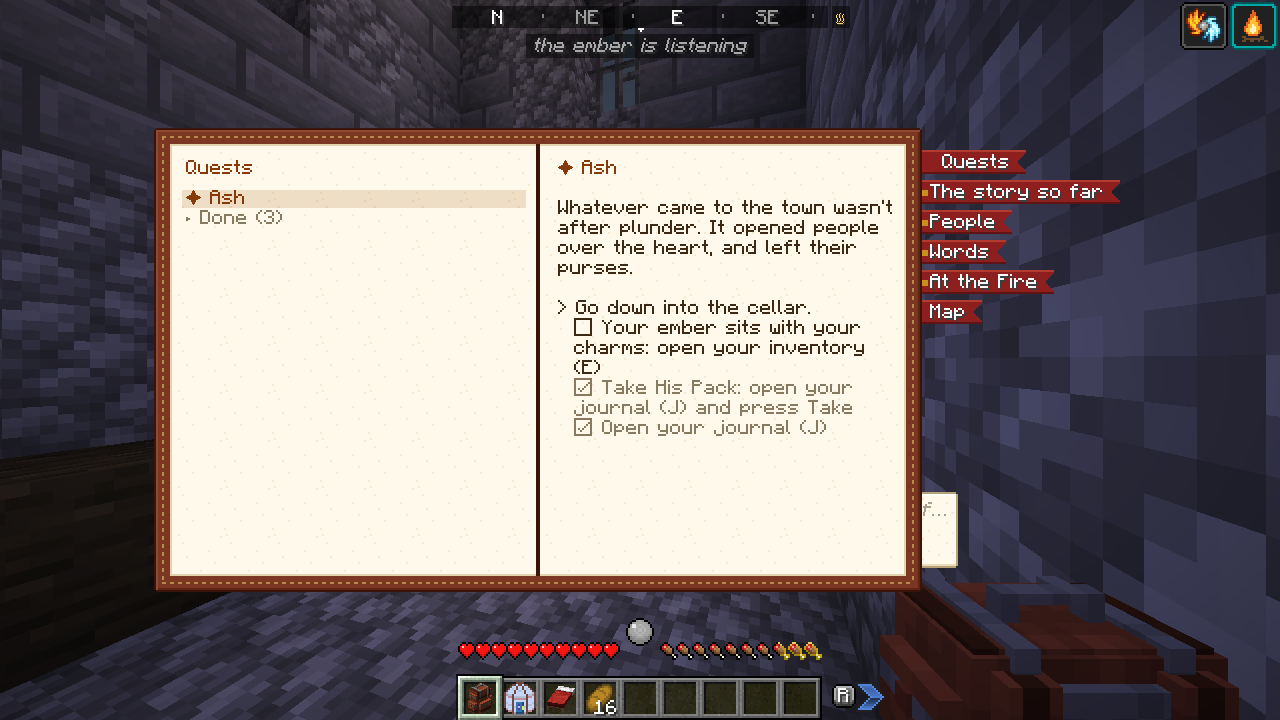 N · NE · E · SE ·
the ember is listening
Quests
Ash
Done (3)
Ash
Whatever came to the town wasn't
after plunder. It opened people
over the heart, and left their
purses.
> Go down into the cellar.
Your ember sits with your
charms: open your inventory
(E)
Take His Pack: open your
journal (J) and press Take
Open your journal (J)
Quests
The story so far
People
Words
At the Fire
Map
f...
16
R